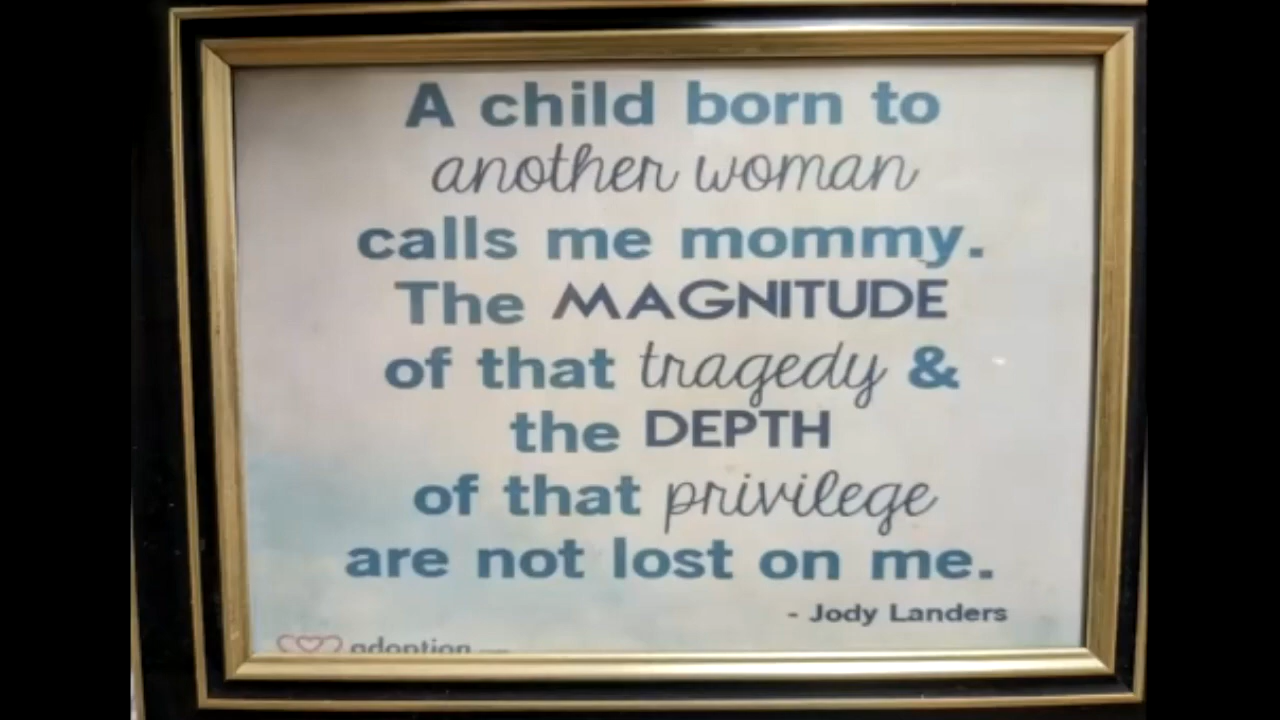 A child born to
another woman
calls me mommy.
The MAGNITUDE
of that tragedy &
the DEPTH
of that privilege
are not lost on me.
- Jody Landers
adoption